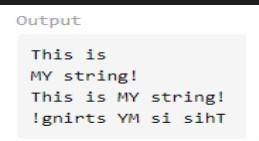 Output
This is
MY string!
This is MY string!
!gnirts YM si sihT